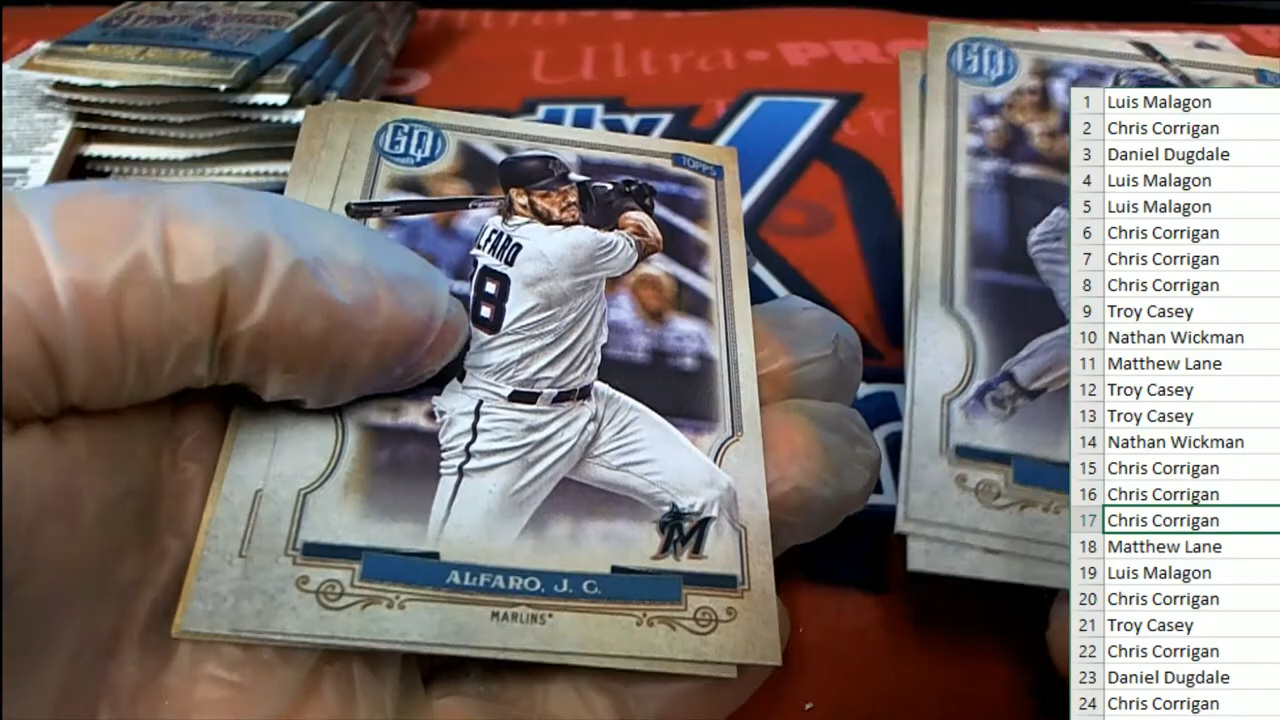 Ultra•PRO
GQ
TOPPS
ALFARO
38
M
ALFARO, J. C.
MARLINS
GQ
1 Luis Malagon
2 Chris Corrigan
3 Daniel Dugdale
4 Luis Malagon
5 Luis Malagon
6 Chris Corrigan
7 Chris Corrigan
8 Chris Corrigan
9 Troy Casey
10 Nathan Wickman
11 Matthew Lane
12 Troy Casey
13 Troy Casey
14 Nathan Wickman
15 Chris Corrigan
16 Chris Corrigan
17 Chris Corrigan
18 Matthew Lane
19 Luis Malagon
20 Chris Corrigan
21 Troy Casey
22 Chris Corrigan
23 Daniel Dugdale
24 Chris Corrigan